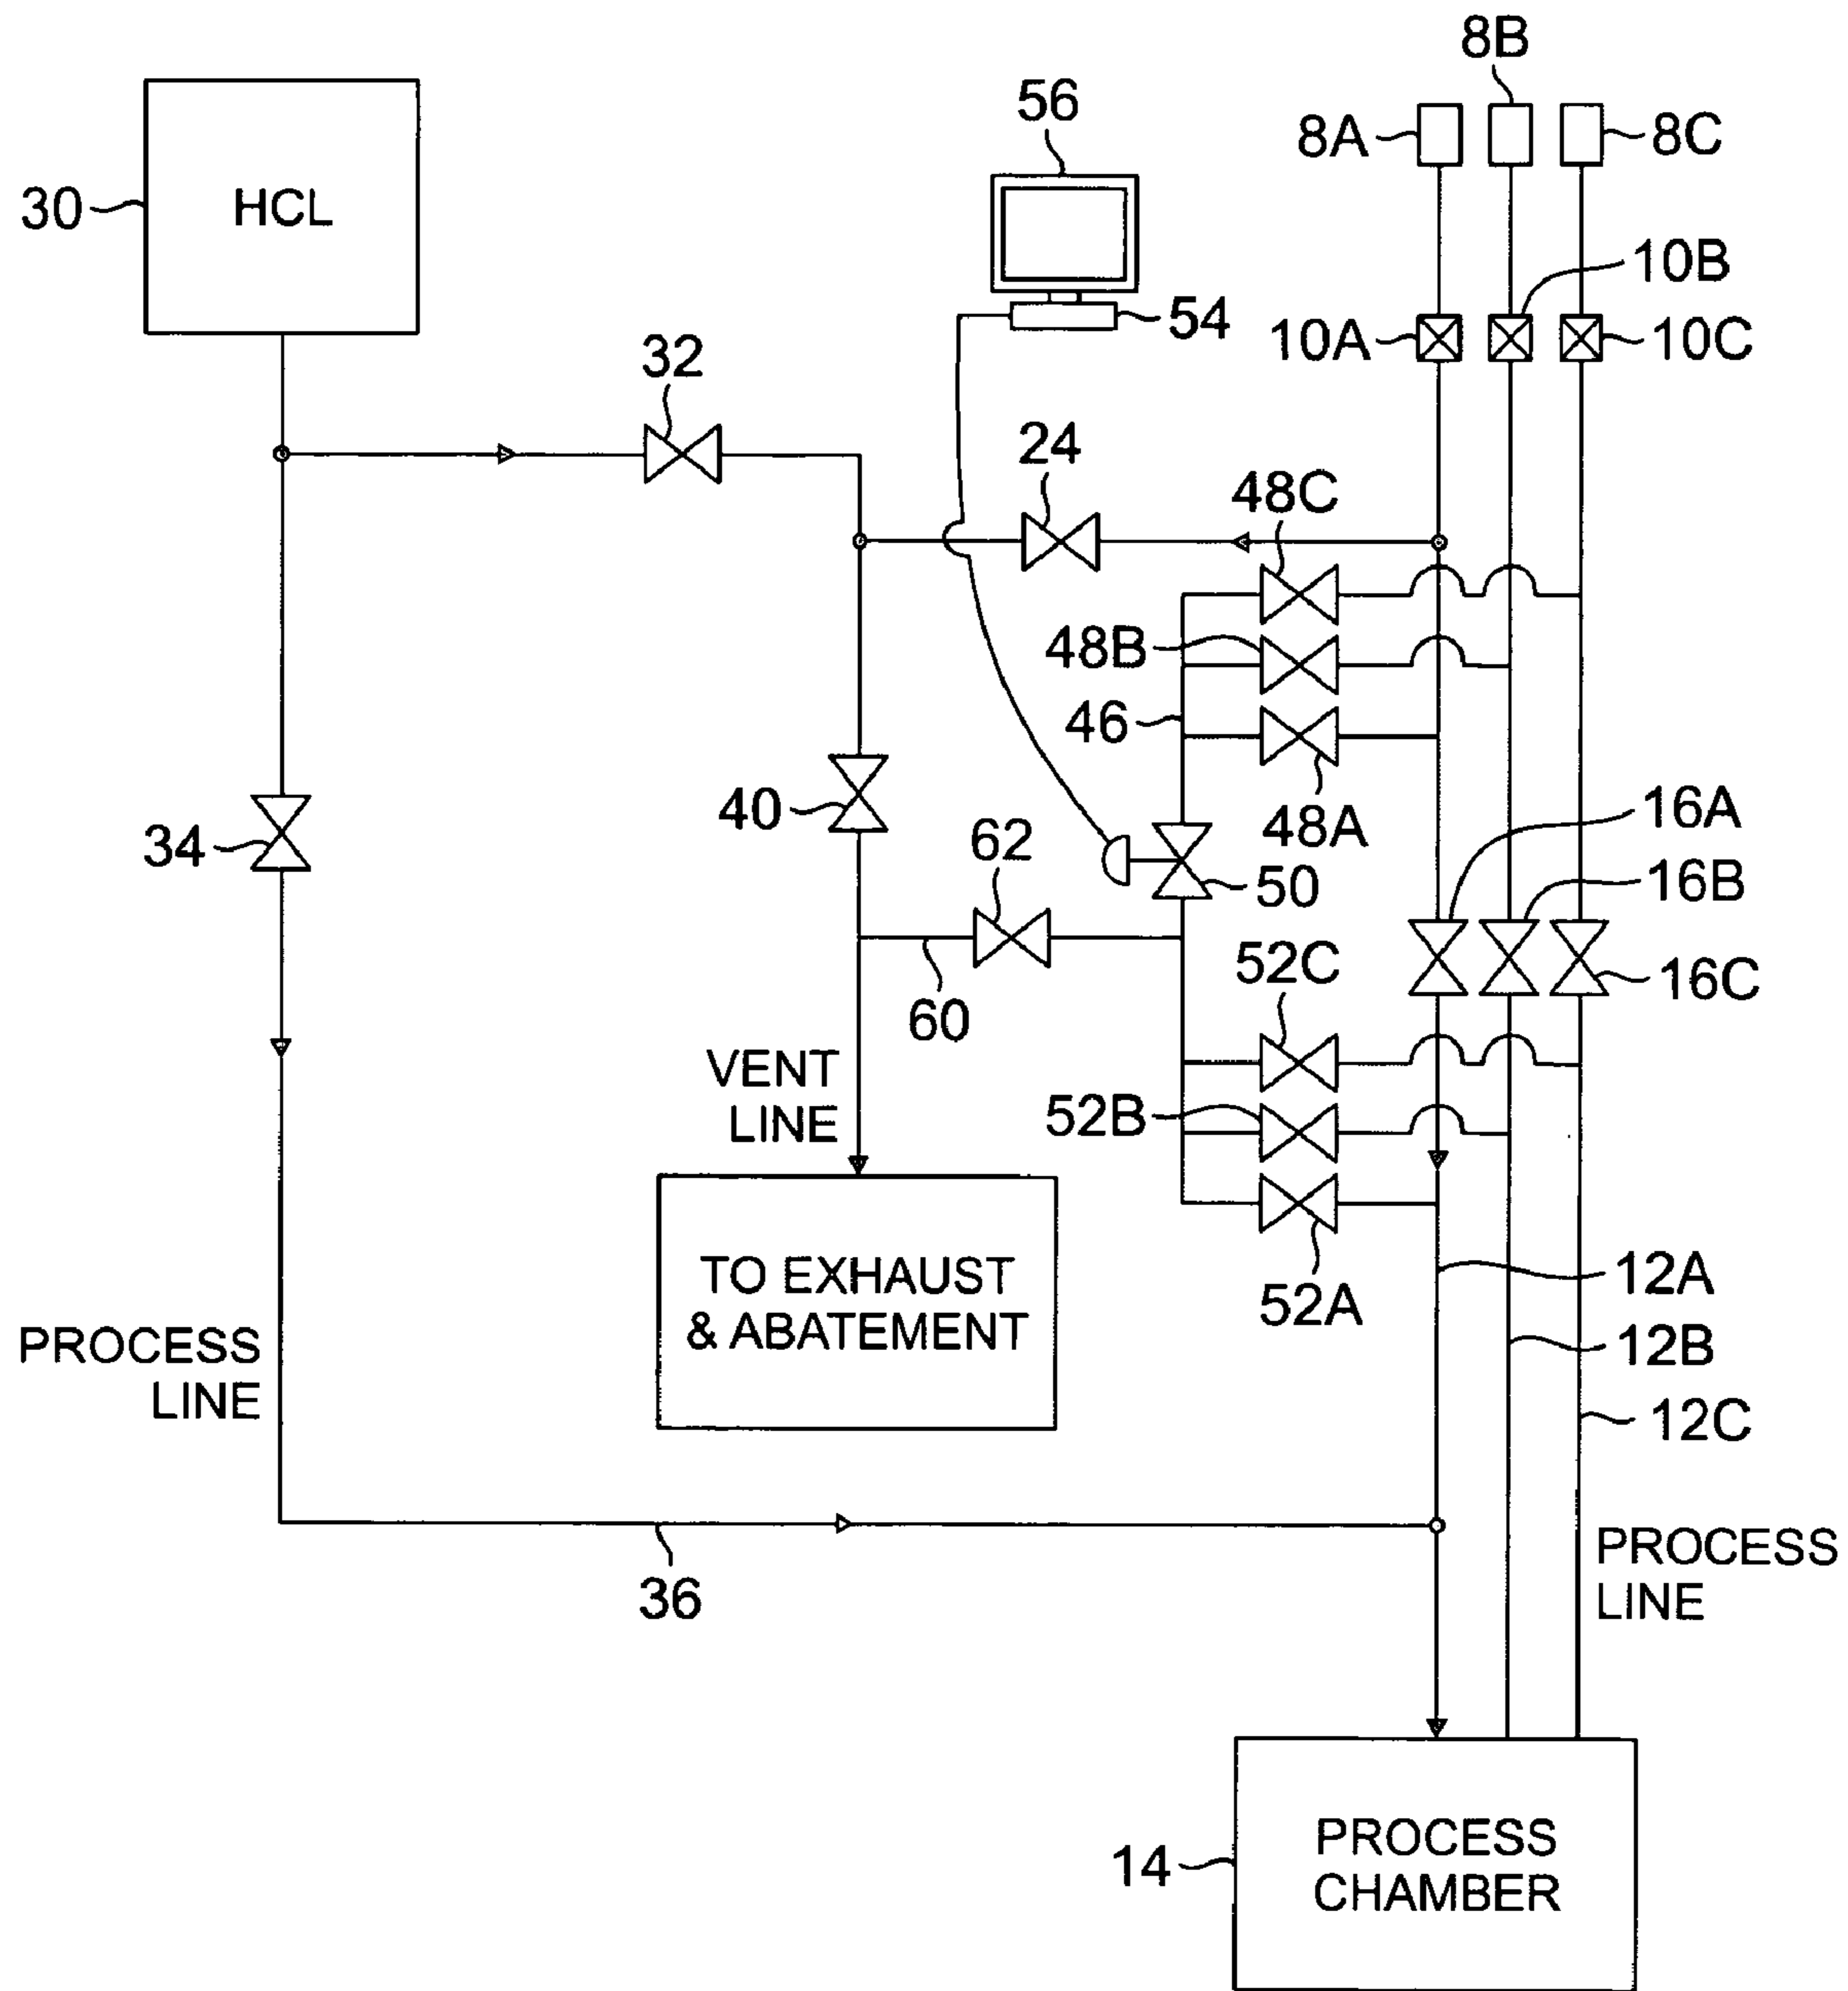 8B
56
8A
8C
30
HCL
10B
54
10A
10C
32
24
48C
48B
46
40
48A
16A
34
62
50
16B
52C
16C
60
VENT
LINE
52B
TO EXHAUST
& ABATEMENT
52A
12A
PROCESS
LINE
12B
12C
36
PROCESS
LINE
14
PROCESS
CHAMBER